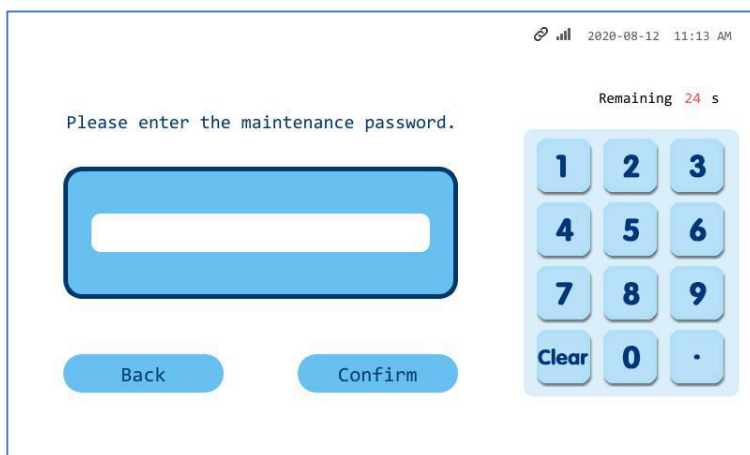 2020-08-12 11:13 AM
Remaining 24 s
Please enter the maintenance password.
1 2 3
4 5 6
7 8 9
Clear 0 .
Back Confirm